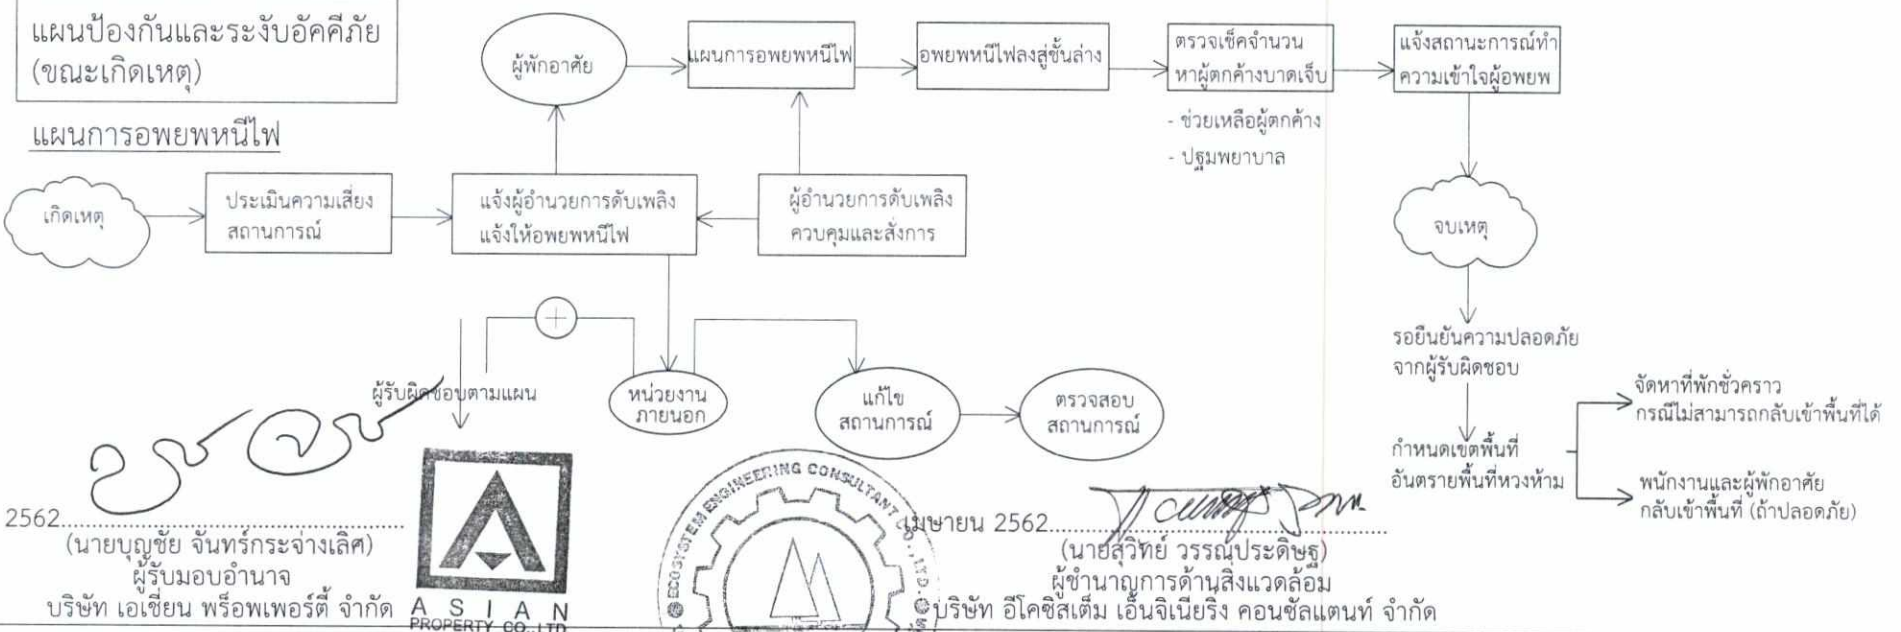 แผนป้องกันและระงับอัคคีภัย
(ขณะเกิดเหตุ)
แผนการอพยพหนีไฟ
ผู้พักอาศัย
แผนการอพยพหนีไฟ
อพยพหนีไฟลงสู่ชั้นล่าง
ตรวจเช็คจำนวน
หาผู้ตกค้างบาดเจ็บ
- ช่วยเหลือผู้ตกค้าง
- ปฐมพยาบาล
แจ้งสถานะการณ์ทำ
ความเข้าใจผู้อพยพ
เกิดเหตุ
ประเมินความเสี่ยง
สถานการณ์
แจ้งผู้อำนวยการดับเพลิง
แจ้งให้อพยพหนีไฟ
ผู้อำนวยการดับเพลิง
ควบคุมและสั่งการ
จบเหตุ
รอยืนยันความปลอดภัย
จากผู้รับผิดชอบ
ผู้รับผิดชอบตามแผน
หน่วยงาน
ภายนอก
แก้ไข
สถานการณ์
ตรวจสอบ
สถานการณ์
กำหนดเขตพื้นที่
อันตรายพื้นที่หวงห้าม
จัดหาที่พักชั่วคราว
กรณีไม่สามารถกลับเข้าพื้นที่ได้
พนักงานและผู้พักอาศัย
กลับเข้าพื้นที่ (ถ้าปลอดภัย)
2562
(นายบุญชัย จันทร์กระจ่างเลิศ)
ผู้รับมอบอำนาจ
บริษัท เอเชี่ยน พร็อพเพอร์ตี้ จำกัด
ASIAN
PROPERTY CO.,LTD
ECOSYSTEM ENGINEERING CONSULTANT CO.,LTD.
เมษายน 2562
(นายสุวิทย์ วรรณประดิษฐ)
ผู้ชำนาญการด้านสิ่งแวดล้อม
บริษัท อีโคซิสเต็ม เอ็นจิเนียริ่ง คอนซัลแตนท์ จำกัด